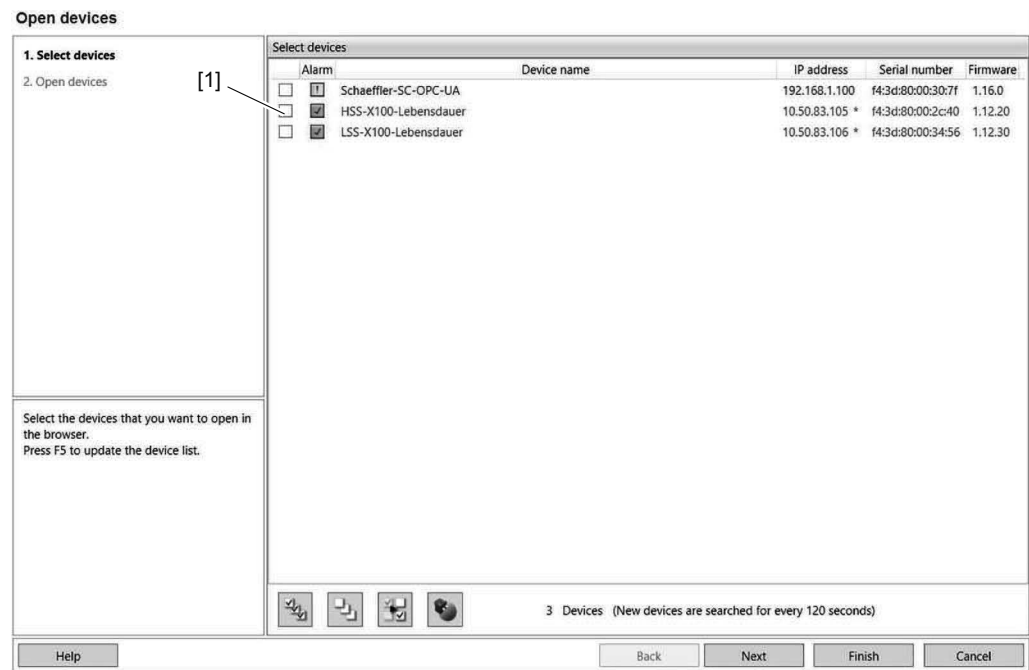 Open devices
1. Select devices
2. Open devices
[1]
Select the devices that you want to open in
the browser.
Press F5 to update the device list.
Select devices
Alarm Device name IP address Serial number Firmware
Schaeffler-SC-OPC-UA 192.168.1.100 f4:3d:80:00:30:7f 1.16.0
HSS-X100-Lebensdauer 10.50.83.105 * f4:3d:80:00:2c:40 1.12.20
LSS-X100-Lebensdauer 10.50.83.106 * f4:3d:80:00:34:56 1.12.30
3 Devices (New devices are searched for every 120 seconds)
Help Back Next Finish Cancel